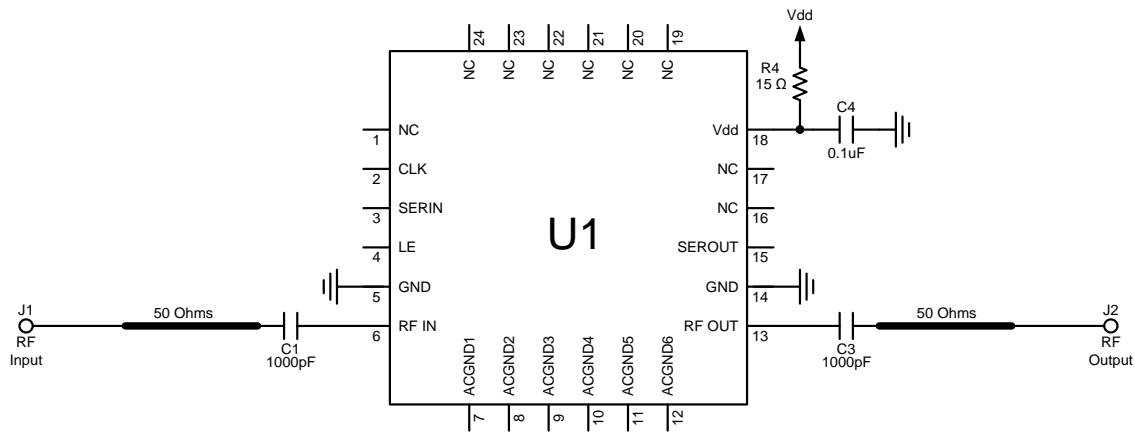 Vdd
24
23
22
21
20
19
NC
NC
NC
NC
NC
NC
R4
15 Ω
C4
0.1uF
1
NC
Vdd
18
2
CLK
NC
17
3
SERIN
NC
16
U1
4
LE
SEROUT
15
5
GND
GND
14
J1
RF
Input
50 Ohms
C1
1000pF
6
RF IN
RF OUT
13
C3
1000pF
50 Ohms
J2
RF
Output
ACGND1
ACGND2
ACGND3
ACGND4
ACGND5
ACGND6
7
8
9
10
11
12